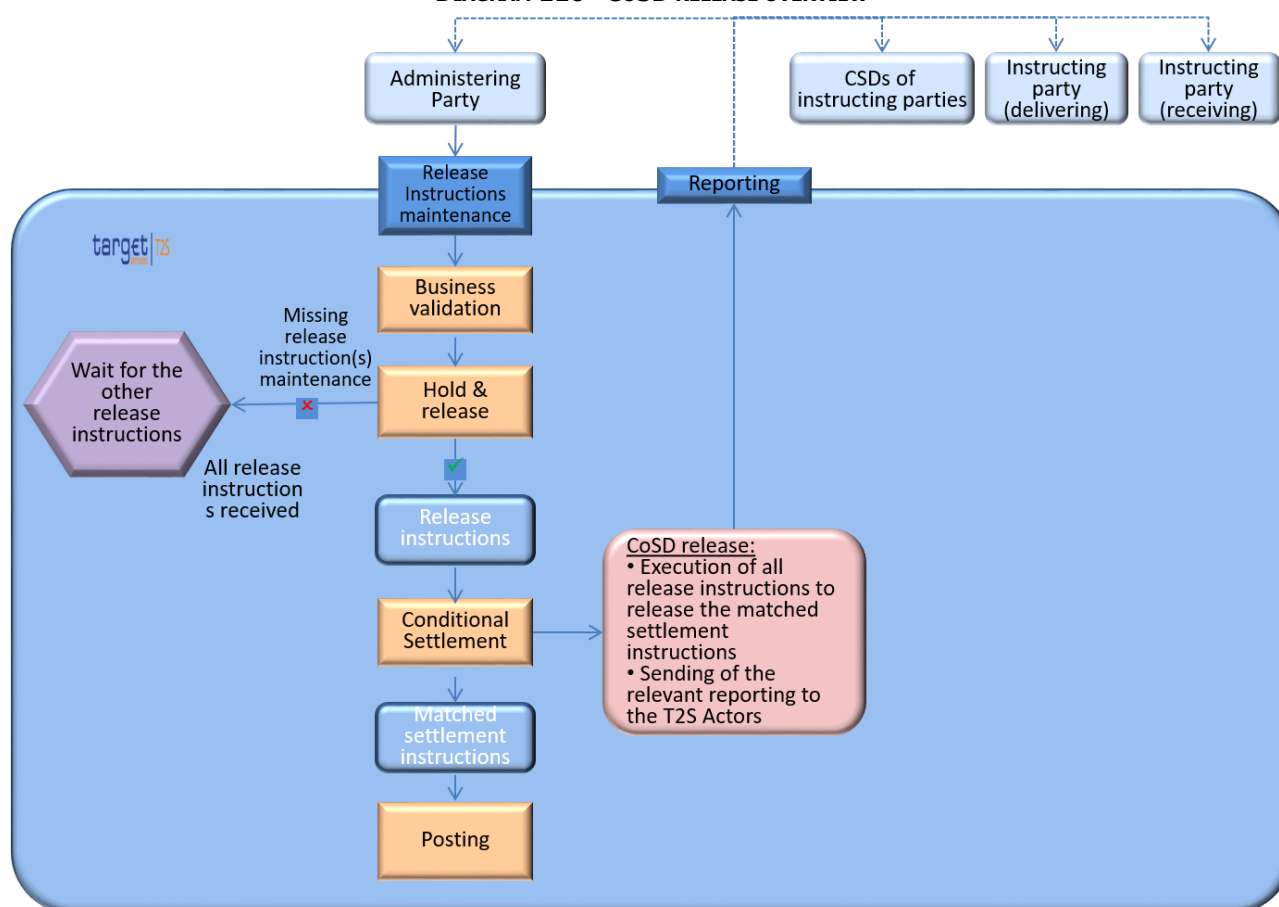 Administering
Party
CSDs of
instructing parties
Instructing
party
(delivering)
Instructing
party
(receiving)
Release
Instructions
maintenance
Reporting
target T2S
Business
validation
Missing
release
instruction(s)
maintenance
Wait for the
other
release
instructions
Hold &
release
All release
instruction
s received
Release
instructions
CoSD release:
• Execution of all
release instructions to
release the matched
settlement
instructions
• Sending of the
relevant reporting to
the T2S Actors
Conditional
Settlement
Matched
settlement
instructions
Posting